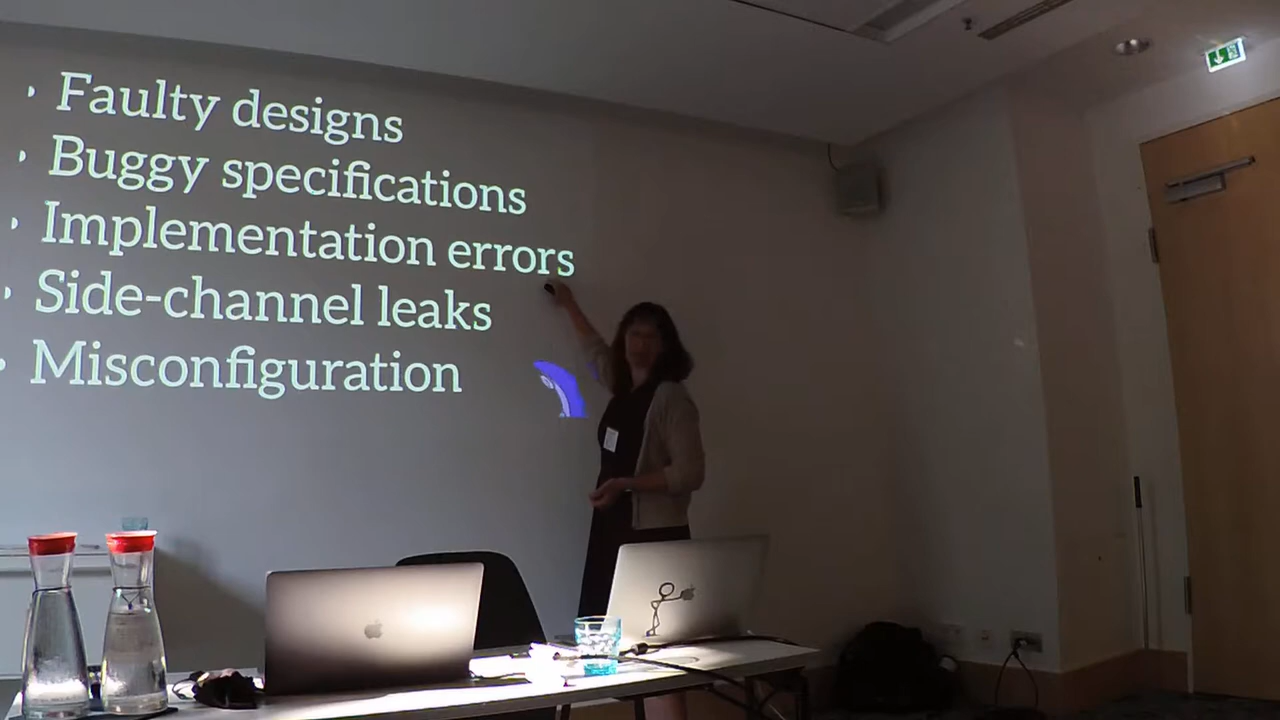 Faulty designs
Buggy specifications
Implementation errors
Side-channel leaks
Misconfiguration